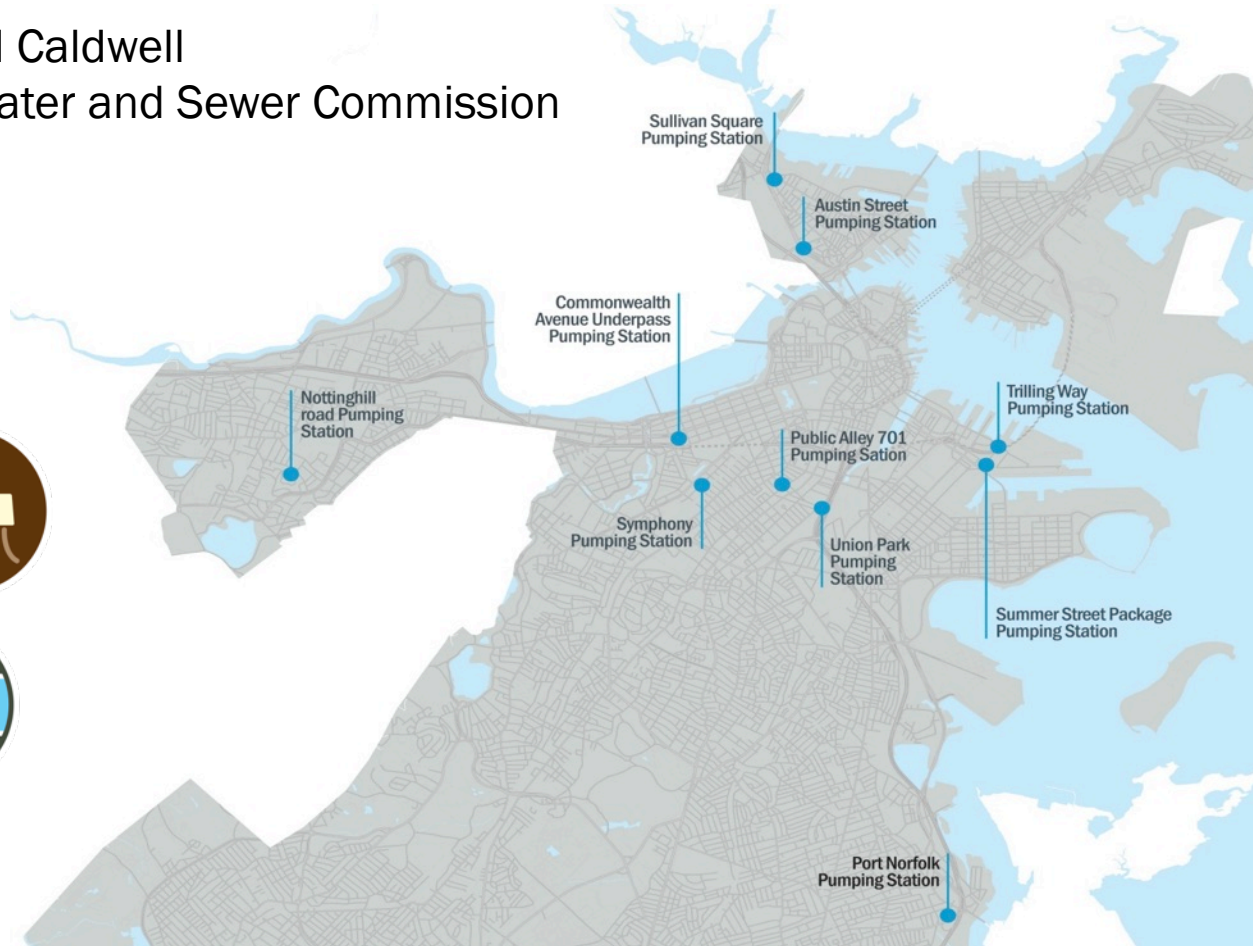 Caldwell
and Sewer Commission
Sullivan Square
Pumping Station
Austin Street
Pumping Station
Commonwealth
Avenue Underpass
Pumping Station
Nottinghill
road Pumping
Station
Trilling Way
Pumping Station
Public Alley 701
Pumping Sation
Symphony
Pumping Station
Union Park
Pumping
Station
Summer Street Package
Pumping Station
Port Norfolk
Pumping Station